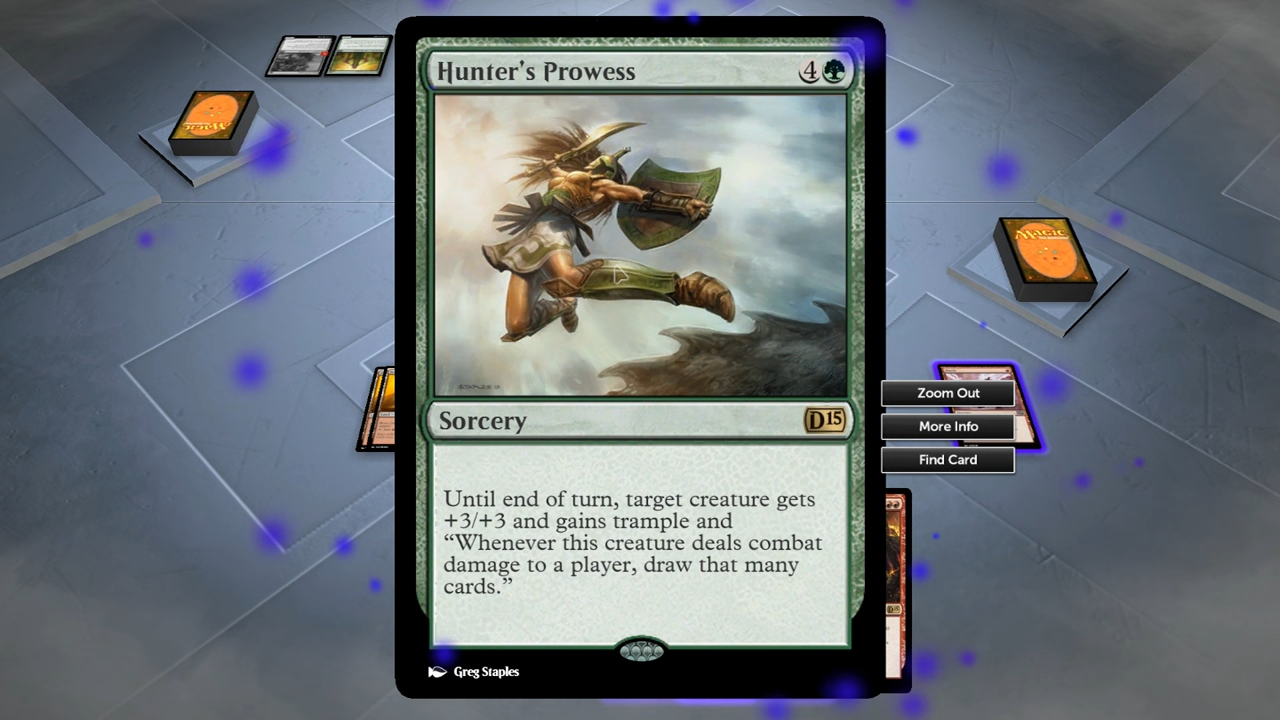 Hunter's Prowess
4
Sorcery
D15
Until end of turn, target creature gets
+3/+3 and gains trample and
“Whenever this creature deals combat
damage to a player, draw that many
cards.”
Greg Staples
Magic
Magic
Zoom Out
More Info
Find Card